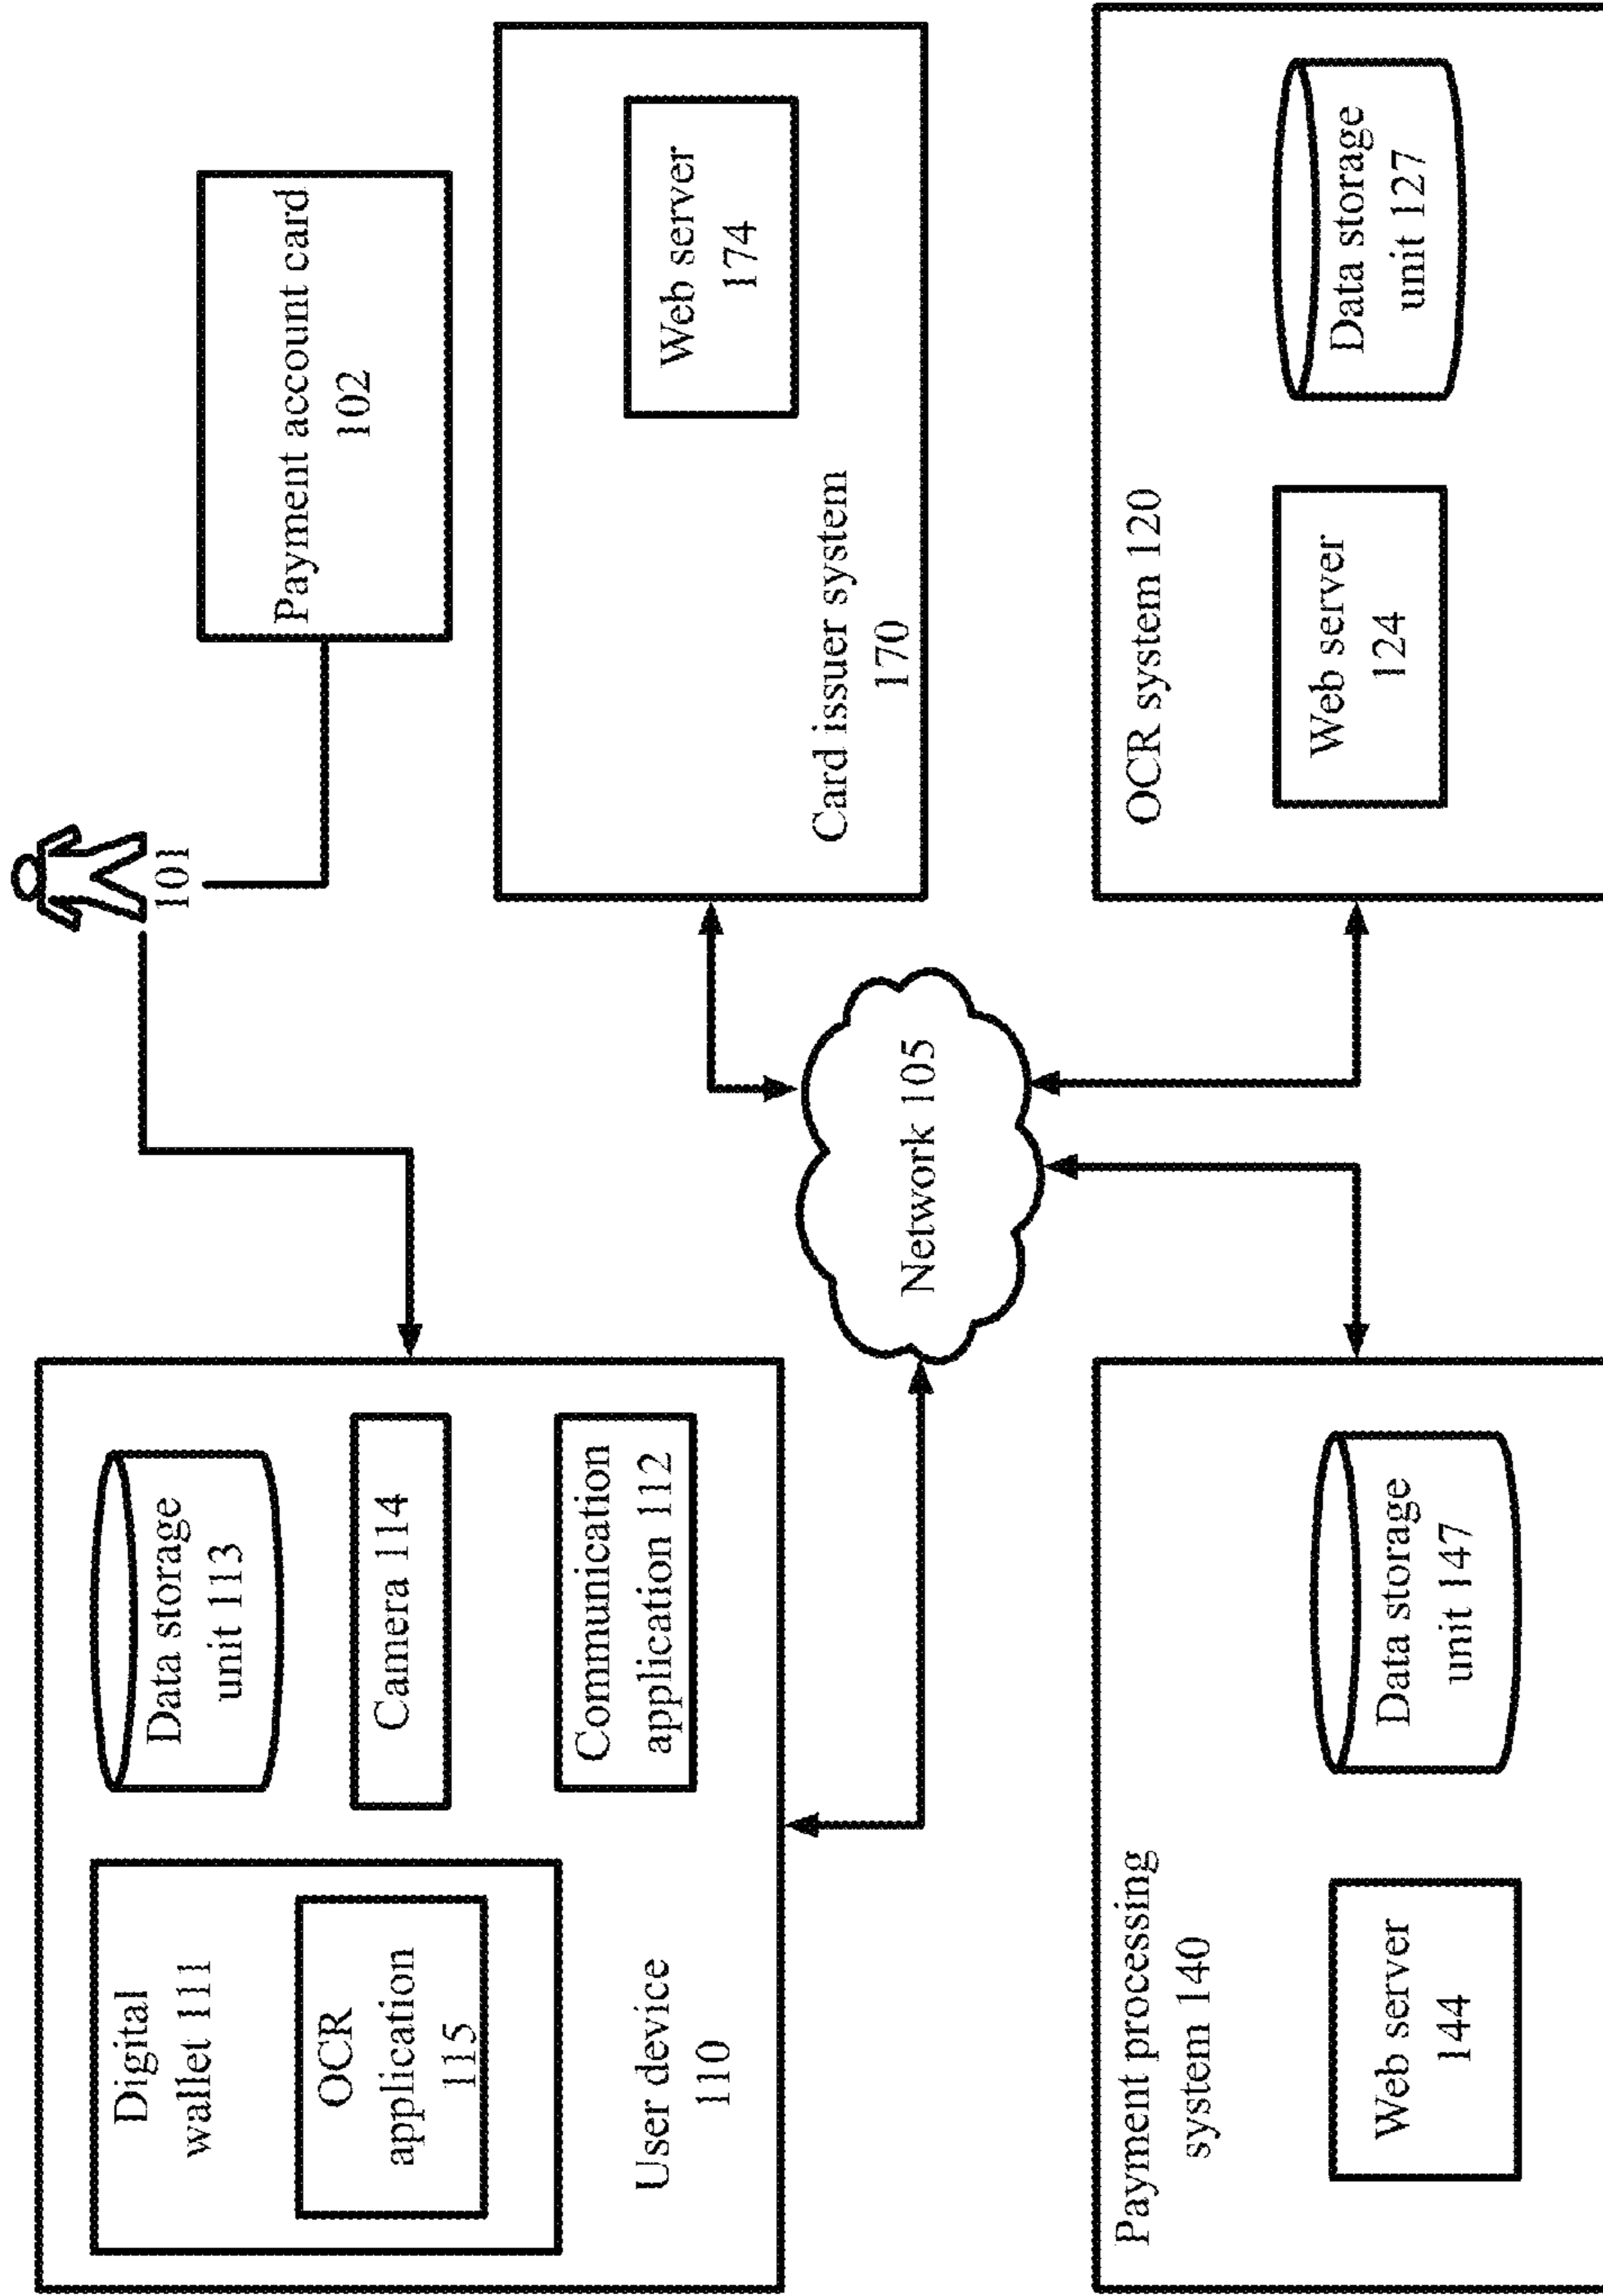 101
Payment account card
102
Digital
wallet 111
OCR
application
115
Data storage
unit 113
Camera 114
Communication
application 112
User device
110
Web server
174
Card issuer system
170
Network 105
Payment processing
system 140
Web server
144
Data storage
unit 147
OCR system 120
Web server
124
Data storage
unit 127